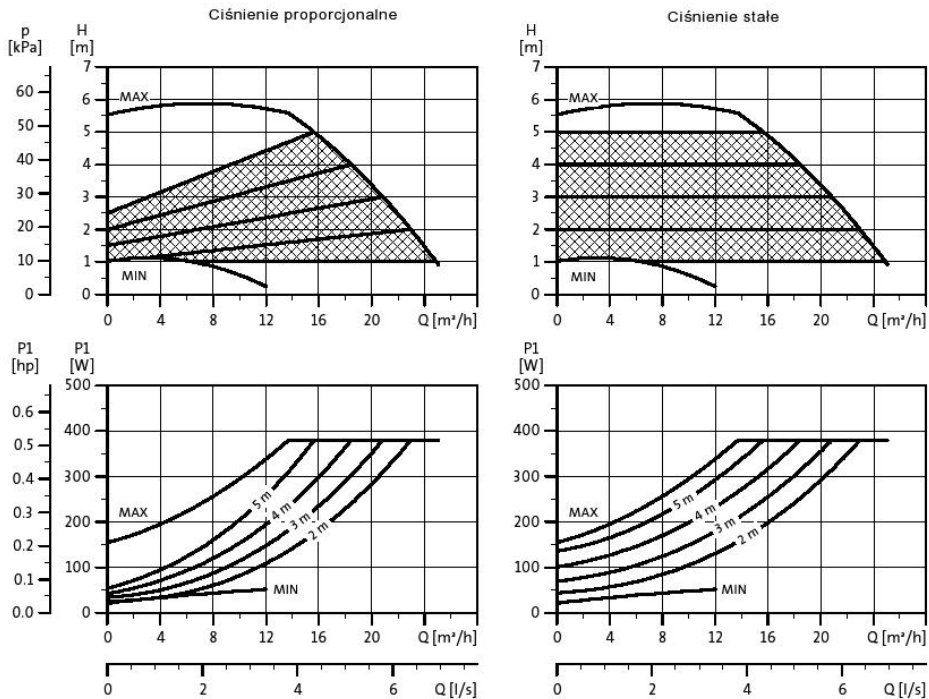 Ciśnienie proporcjonalne
p
[kPa]
H
[m]
7
60
6
50
5
40
4
30
3
20
2
10
1
0
0
MAX
MIN
0 4 8 12 16 20 Q [m³/h]
Ciśnienie stałe
H
[m]
7
6
5
4
3
2
1
0
MAX
MIN
0 4 8 12 16 20 Q [m³/h]
P1
[hp]
P1
[W]
500
0.6
400
0.5
0.4
300
0.3
200
0.2
100
0.1
0.0
0
MAX
5 m
4 m
3 m
2 m
MIN
0 4 8 12 16 20 Q [m³/h]
0 2 4 6 Q [l/s]
P1
[W]
500
400
300
200
100
0
MAX
5 m
4 m
3 m
2 m
MIN
0 4 8 12 16 20 Q [m³/h]
0 2 4 6 Q [l/s]